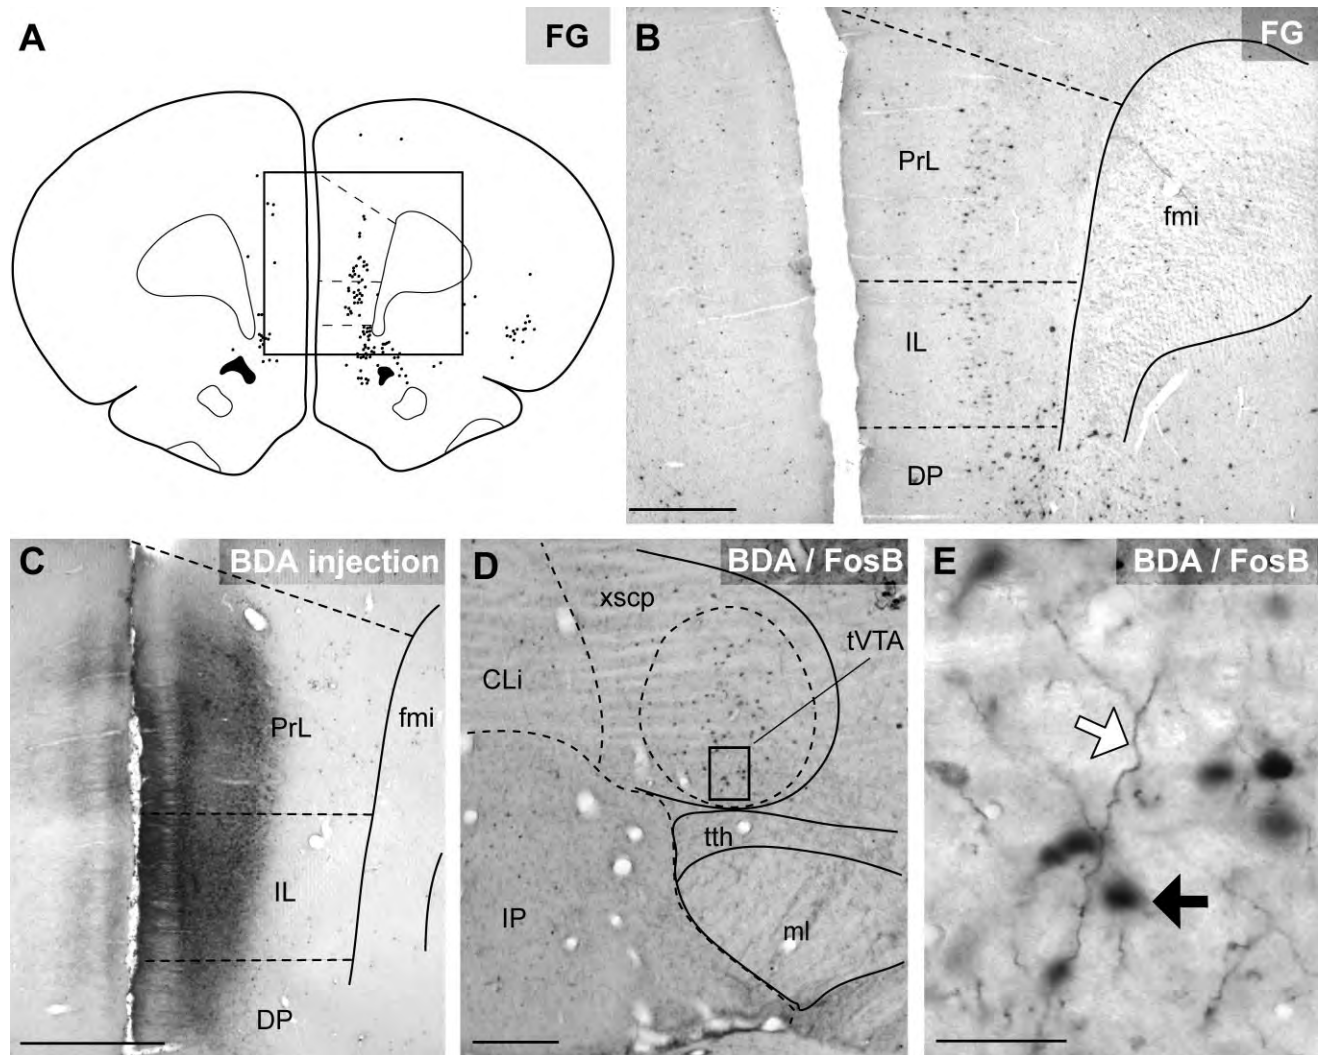 A
FG
B
FG
PrL
fmi
IL
DP
C
BDA injection
PrL
fmi
IL
DP
D
BDA / FosB
xscp
tVTA
CLi
tth
IP
ml
E
BDA / FosB